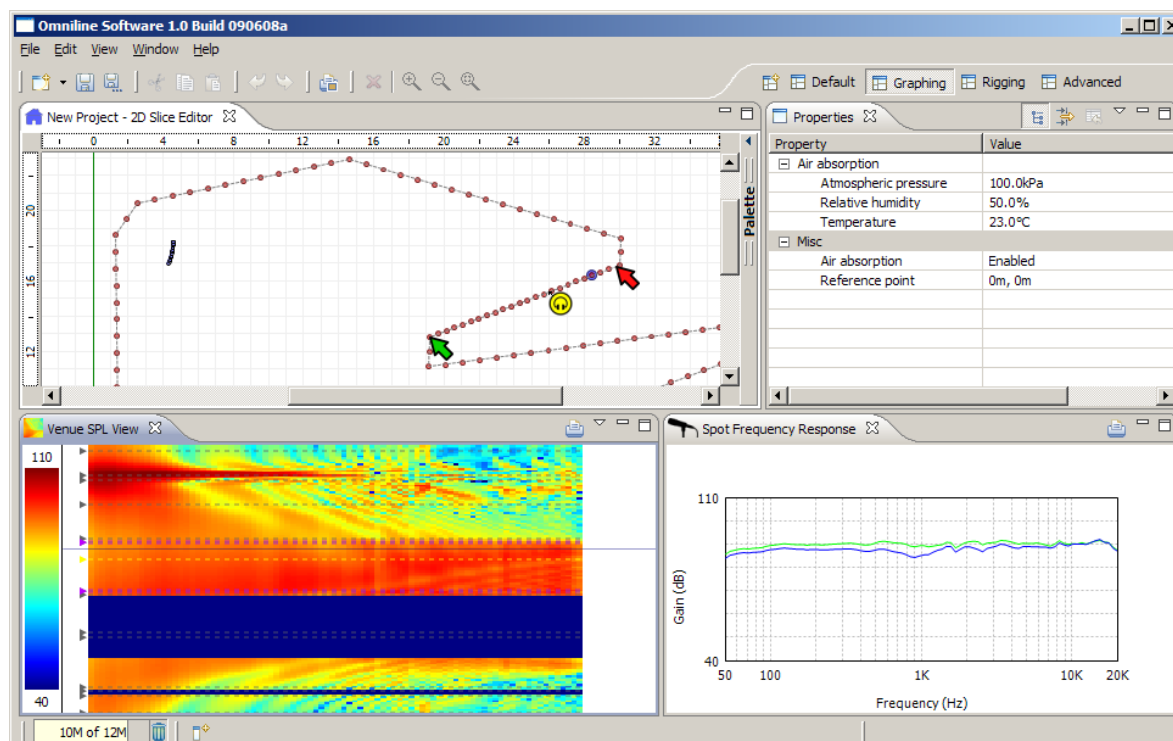 Omniline Software 1.0 Build 090608a
File Edit View Window Help
Default Graphing Rigging Advanced
New Project - 2D Slice Editor
0 4 8 12 16 20 24 28 32
20
16
12
Palette
Properties
Property Value
Air absorption
Atmospheric pressure 100.0kPa
Relative humidity 50.0%
Temperature 23.0°C
Misc
Air absorption Enabled
Reference point 0m, 0m
Venue SPL View
110
40
Spot Frequency Response
110
Gain (dB)
40
50 100 1K 10K 20K
Frequency (Hz)
10M of 12M